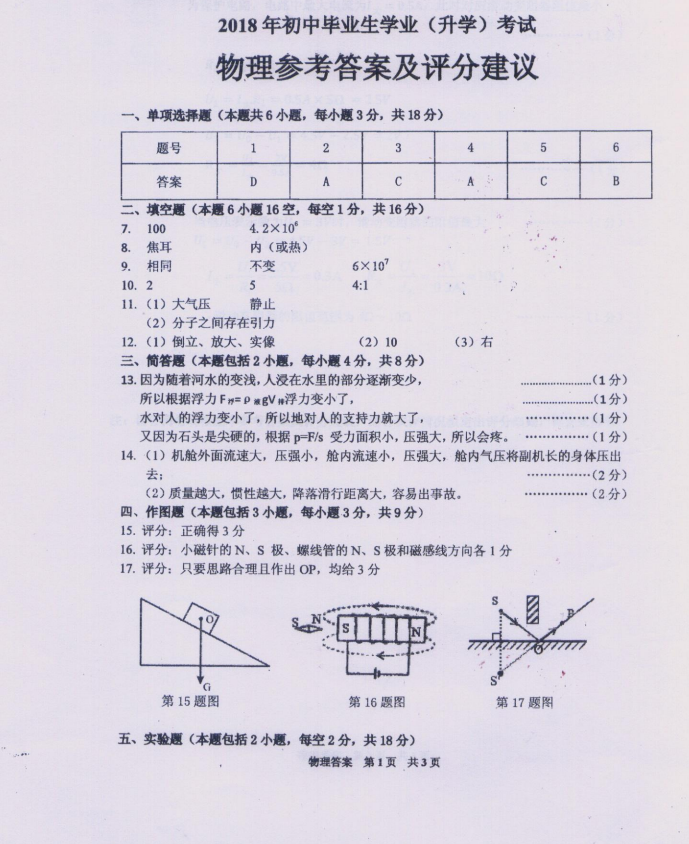 2018年初中毕业生学业（升学）考试
物理参考答案及评分建议
一、单项选择题（本题共6小题，每小题3分，共18分）
题号 1 2 3 4 5 6
答案 D A C A C B
二、填空题（本题6小题16空，每空1分，共16分）
7. 100 4.2×10⁶
8. 焦耳 内（或热）
9. 相同 不变 6×10⁷
10. 2 5 4:1
11.（1）大气压 静止
（2）分子之间存在引力
12.（1）倒立、放大、实像 （2）10 （3）右
三、简答题（本题包括2小题，每小题4分，共8分）
13.因为随着河水的变浅，人浸在水里的部分逐渐变少， ……………（1分）
所以根据浮力F浮=ρ液gV排浮力变小了， ……………（1分）
水对人的浮力变小了，所以地对人的支持力就大了， ……………（1分）
又因为石头是尖硬的，根据p=F/s 受力面积小，压强大，所以会疼。 ……………（1分）
14.（1）机舱外面流速大，压强小，舱内流速小，压强大，舱内气压将副机长的身体压出
去； ……………（2分）
（2）质量越大，惯性越大，降落滑行距离大，容易出事故。 ……………（2分）
四、作图题（本题包括3小题，每小题3分，共9分）
15. 评分：正确得3分
16. 评分：小磁针的N、S 极、螺线管的N、S极和磁感线方向各1分
17. 评分：只要思路合理且作出OP，均给3分
O
G
第15题图
S N
S N
第16题图
S
P
O
S'
第17题图
五、实验题（本题包括2小题，每空2分，共18分）
物理答案 第1页 共3页